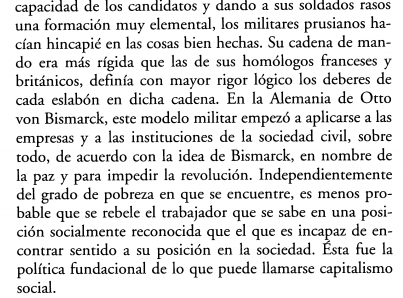 capacidad de los candidatos y dando a sus soldados rasos
una formación muy elemental, los militares prusianos ha-
cían hincapié en las cosas bien hechas. Su cadena de man-
do era más rígida que las de sus homólogos franceses y
británicos, definía con mayor rigor lógico los deberes de
cada eslabón en dicha cadena. En la Alemania de Otto
von Bismarck, este modelo militar empezó a aplicarse a las
empresas y a las instituciones de la sociedad civil, sobre
todo, de acuerdo con la idea de Bismarck, en nombre de
la paz y para impedir la revolución. Independientemente
del grado de pobreza en que se encuentre, es menos pro-
bable que se rebele el trabajador que se sabe en una posi-
ción socialmente reconocida que el que es incapaz de en-
contrar sentido a su posición en la sociedad. Ésta fue la
política fundacional de lo que puede llamarse capitalismo
social.